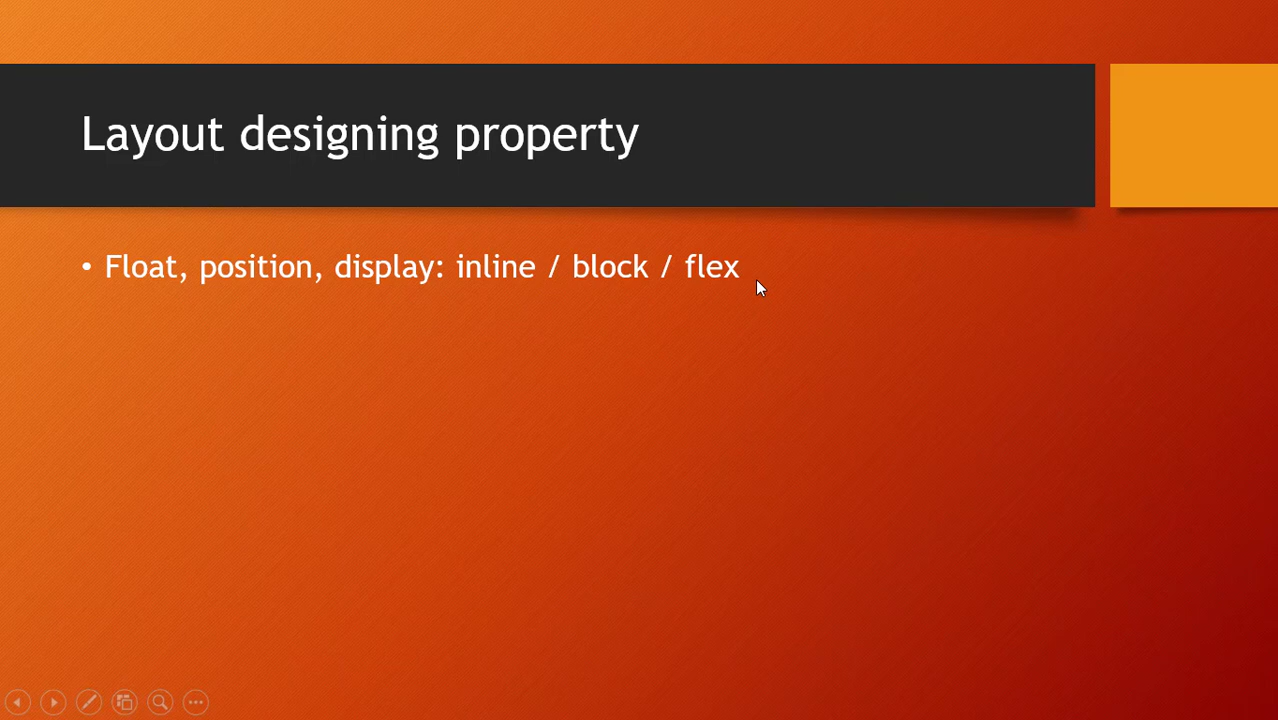 Layout designing property
• Float, position, display: inline / block / flex